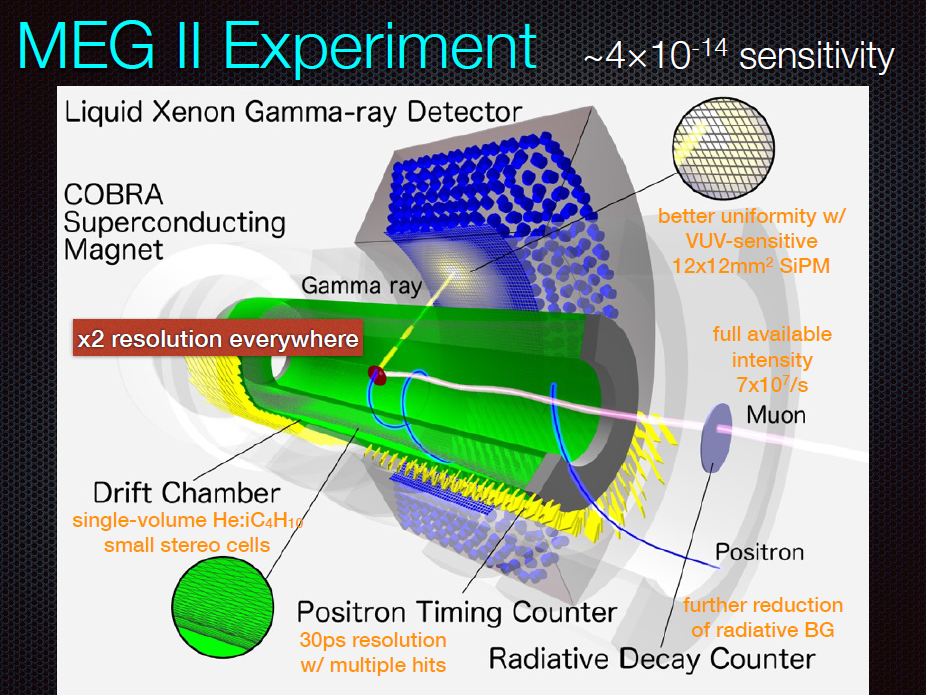 MEG II Experiment ~4×10⁻¹⁴ sensitivity
Liquid Xenon Gamma-ray Detector
COBRA
Superconducting
Magnet
better uniformity w/
VUV-sensitive
12x12mm² SiPM
Gamma ray
x2 resolution everywhere
full available
intensity
7x10⁷/s
Muon
Drift Chamber
single-volume He:iC₄H₁₀
small stereo cells
Positron
Positron Timing Counter
30ps resolution
w/ multiple hits
further reduction
of radiative BG
Radiative Decay Counter